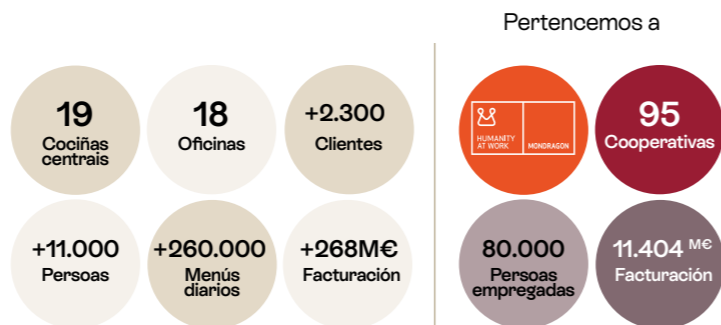 Pertencemos a
19
Cociñas
centrais
18
Oficinas
+2.300
Clientes
HUMANITY
AT WORK
MONDRAGON
95
Cooperativas
+11.000
Persoas
+260.000
Menús
diarios
+268M€
Facturación
80.000
Persoas
empregadas
11.404 M€
Facturación